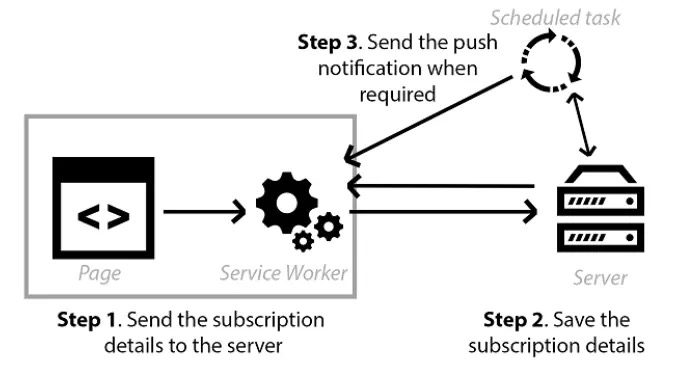 Scheduled task
Step 3. Send the push
notification when
required
< >
Page
Service Worker
Server
Step 1. Send the subscription
details to the server
Step 2. Save the
subscription details